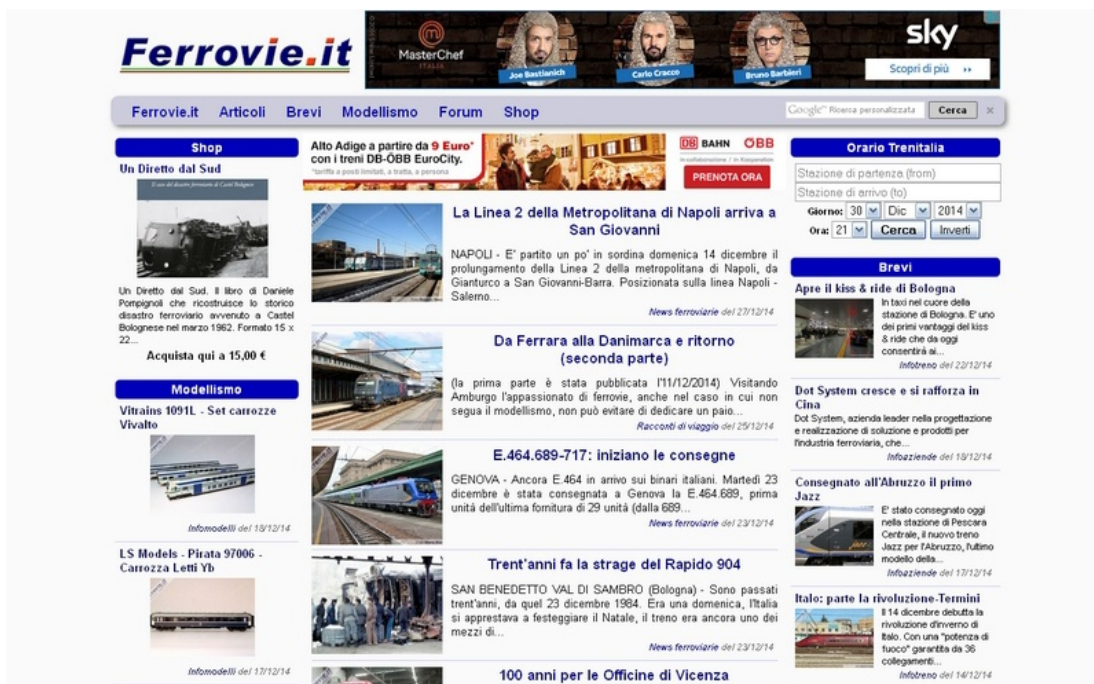 Ferrovie.it
MasterChef
ITALIA
Joe Bastianich
Carlo Cracco
Bruno Barbieri
sky
Scopri di più
Ferrovie.it Articoli Brevi Modellismo Forum Shop
Google™ Ricerca personalizzata
Cerca
×
Shop
Un Diretto dal Sud
Un Diretto dal Sud. Il libro di Daniele
Pompignoli che ricostruisce lo storico
disastro ferroviario avvenuto a Castel
Bolognese nel marzo 1962. Formato 15 x
22...
Acquista qui a 15,00 €
Modellismo
Vitrains 1091L - Set carrozze
Vivalto
Infomodelli del 18/12/14
LS Models - Pirata 97006 -
Carrozza Letti Yb
Infomodelli del 17/12/14
Alto Adige a partire da 9 Euro*
con i treni DB-ÖBB EuroCity.
*tariffa a posti limitati, a tratta, a persona
DB BAHN ÖBB
in collaborazione / in Kooperation
PRENOTA ORA
La Linea 2 della Metropolitana di Napoli arriva a
San Giovanni
NAPOLI - E' partito un po' in sordina domenica 14 dicembre il
prolungamento della Linea 2 della metropolitana di Napoli, da
Gianturco a San Giovanni-Barra. Posizionata sulla linea Napoli -
Salerno...
News ferroviarie del 27/12/14
Da Ferrara alla Danimarca e ritorno
(seconda parte)
(la prima parte è stata pubblicata l'11/12/2014) Visitando
Amburgo l'appassionato di ferrovie, anche nel caso in cui non
segua il modellismo, non può evitare di dedicare un paio...
Racconti di viaggio del 25/12/14
E.464.689-717: iniziano le consegne
GENOVA - Ancora E.464 in arrivo sui binari italiani. Martedì 23
dicembre è stata consegnata a Genova la E.464.689, prima
unità dell'ultima fornitura di 29 unità (dalla 689...
News ferroviarie del 23/12/14
Trent'anni fa la strage del Rapido 904
SAN BENEDETTO VAL DI SAMBRO (Bologna) - Sono passati
trent'anni, da quel 23 dicembre 1984. Era una domenica, l'Italia
si apprestava a festeggiare il Natale, il treno era ancora uno dei
mezzi di...
News ferroviarie del 23/12/14
100 anni per le Officine di Vicenza
Orario Trenitalia
Stazione di partenza (from)
Stazione di arrivo (to)
Giorno: 30 Dic 2014
Ora: 21 Cerca Inverti
Brevi
Apre il kiss & ride di Bologna
In taxi nel cuore della
stazione di Bologna. E' uno
dei primi vantaggi del kiss
& ride che da oggi
consentirà ai...
Infotreno del 22/12/14
Dot System cresce e si rafforza in
Cina
Dot System, azienda leader nella progettazione
e realizzazione di soluzione e prodotti per
l'industria ferroviaria, che...
Infoaziende del 18/12/14
Consegnato all'Abruzzo il primo
Jazz
E' stato consegnato oggi
nella stazione di Pescara
Centrale, il nuovo treno
Jazz per l'Abruzzo, l'ultimo
modello della...
Infoaziende del 17/12/14
Italo: parte la rivoluzione-Termini
Il 14 dicembre debutta la
rivoluzione d'inverno di
Italo. Con una "potenza di
fuoco" garantita da 36
collegamenti...
Infotreno del 14/12/14